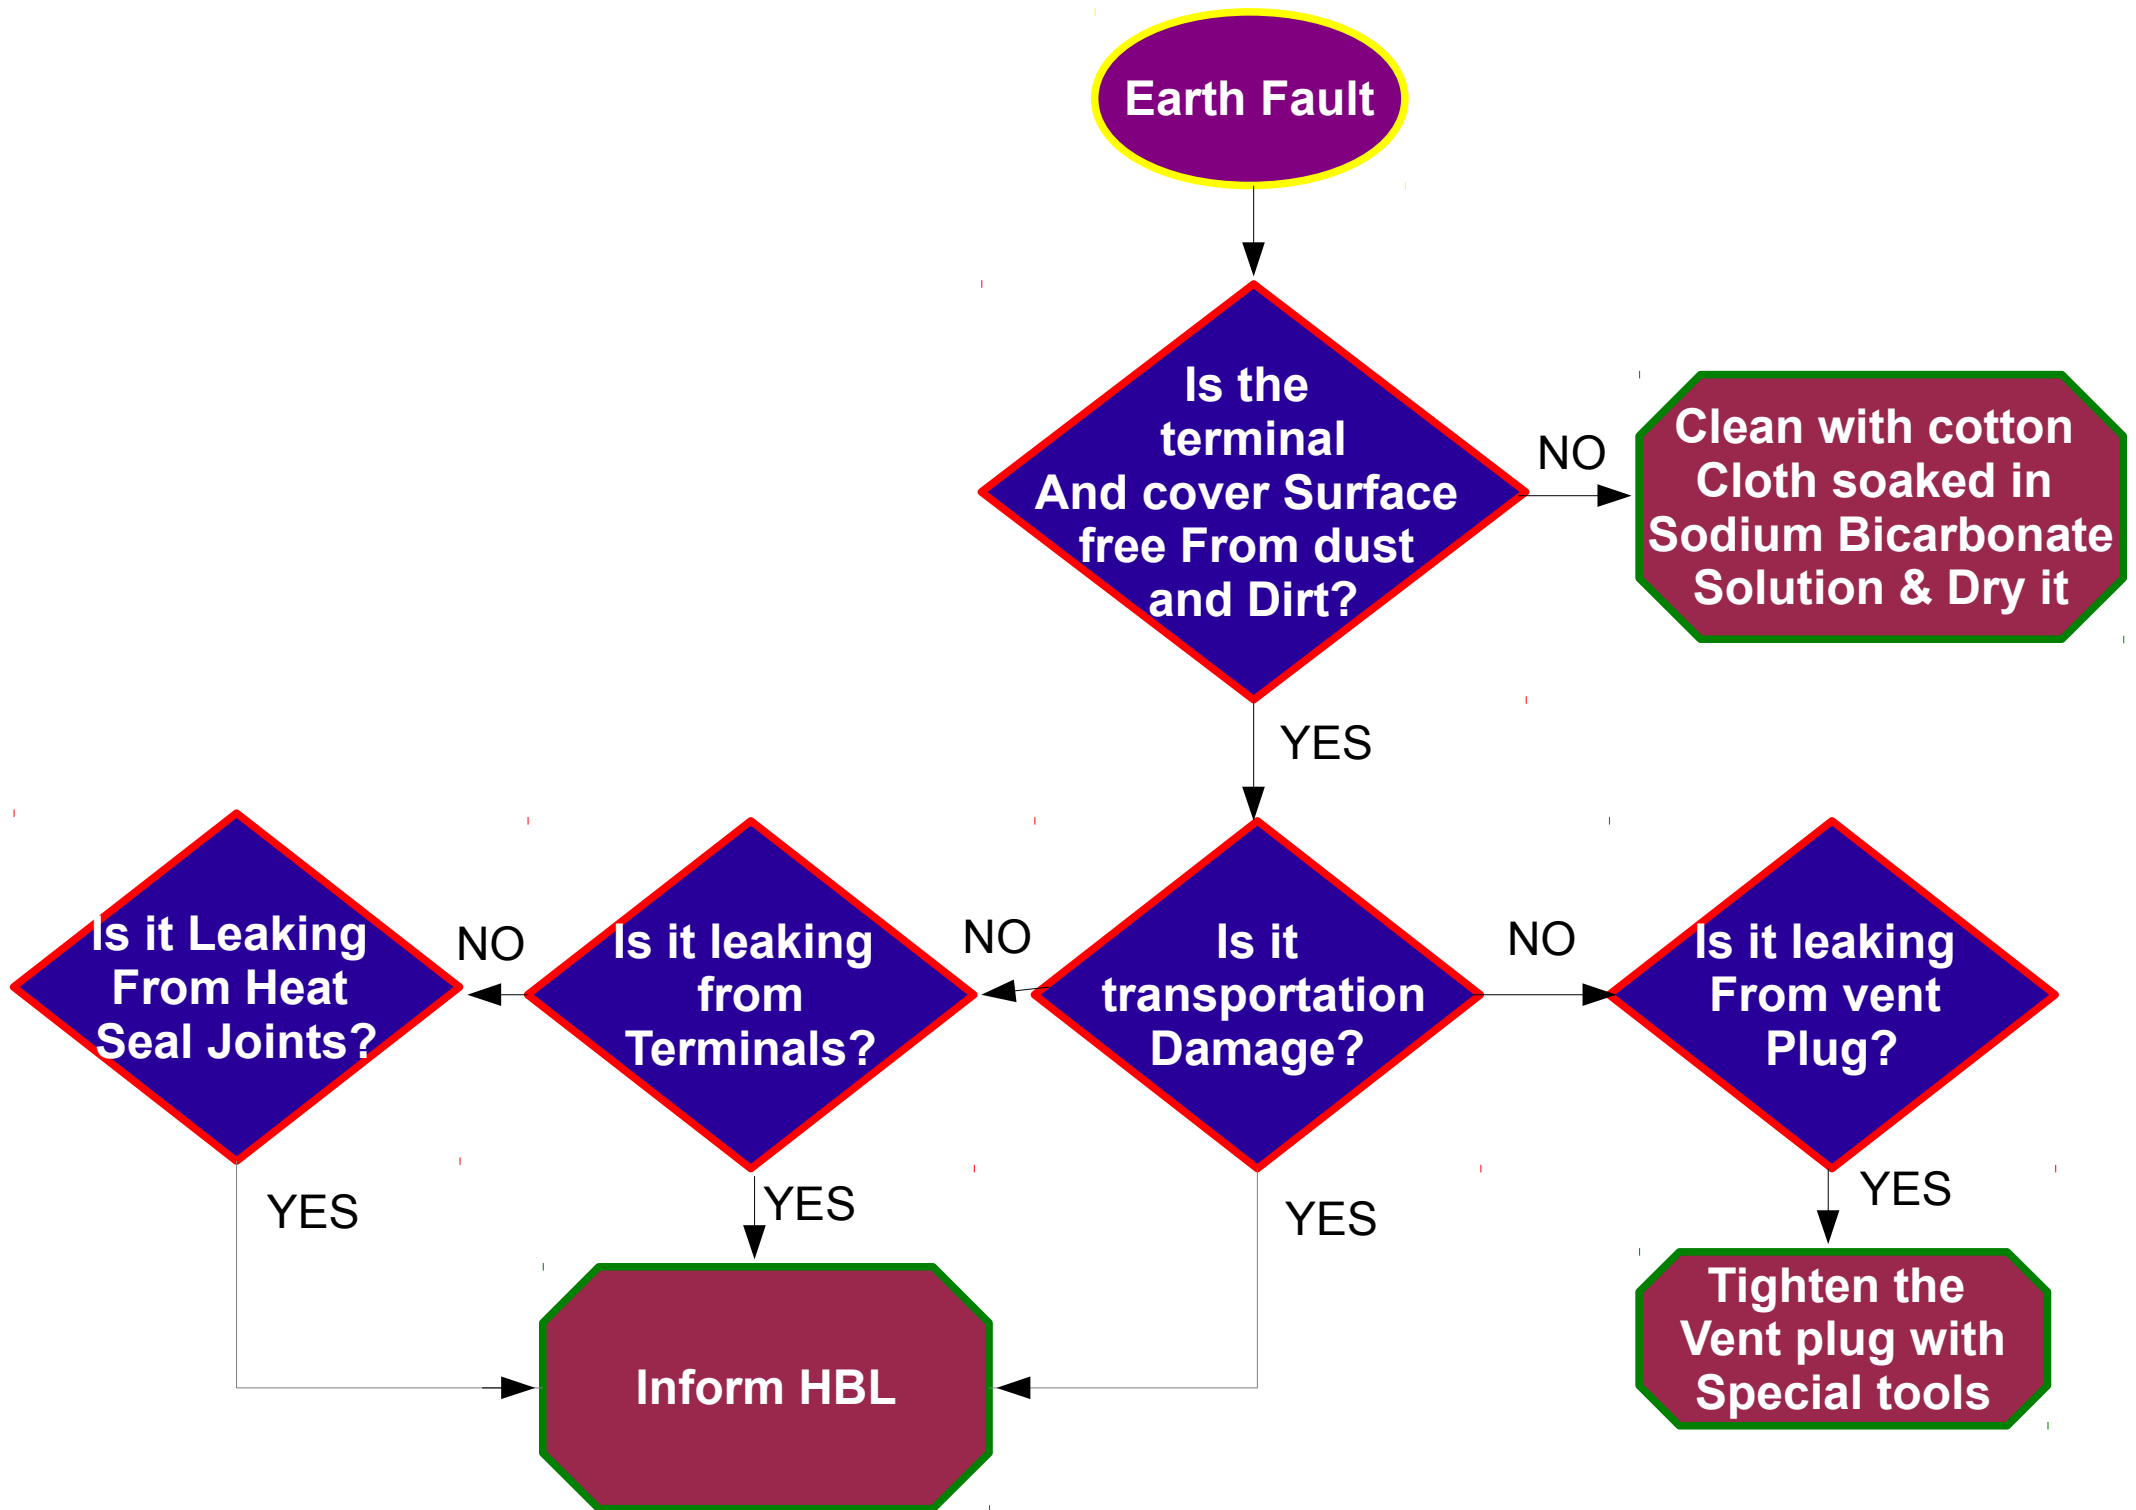 Earth Fault
Is the
terminal
And cover Surface
free From dust
and Dirt?
NO
Clean with cotton
Cloth soaked in
Sodium Bicarbonate
Solution & Dry it
YES
Is it Leaking
From Heat
Seal Joints?
NO
Is it leaking
from
Terminals?
NO
Is it
transportation
Damage?
NO
Is it leaking
From vent
Plug?
YES
YES
YES
YES
Inform HBL
Tighten the
Vent plug with
Special tools